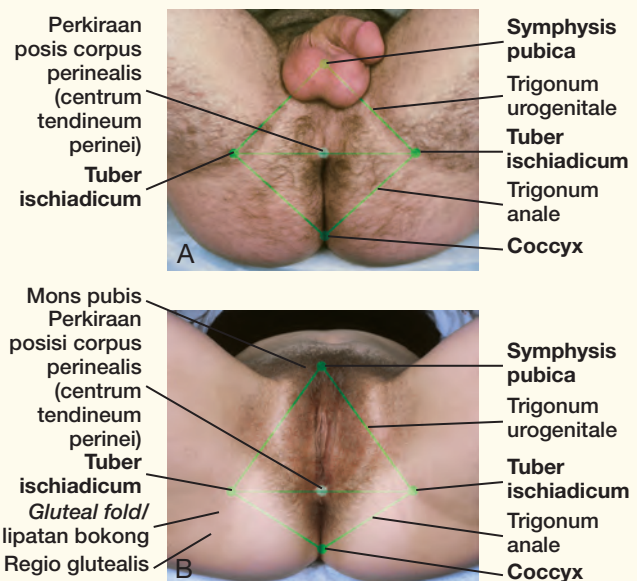 Perkiraan
posis corpus
perinealis
(centrum
tendineum
perinei)
Tuber
ischiadicum
Symphysis
pubica
Trigonum
urogenitale
Tuber
ischiadicum
Trigonum
anale
Coccyx
A
Mons pubis
Perkiraan
posisi corpus
perinealis
(centrum
tendineum
perinei)
Tuber
ischiadicum
Gluteal fold/
lipatan bokong
Regio glutealis
Symphysis
pubica
Trigonum
urogenitale
Tuber
ischiadicum
Trigonum
anale
Coccyx
B